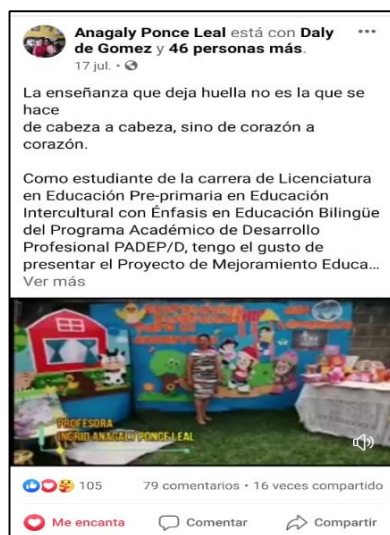 Anagaly Ponce Leal está con Daly
de Gomez y 46 personas más.
17 jul.
La enseñanza que deja huella no es la que se
hace
de cabeza a cabeza, sino de corazón a
corazón.
Como estudiante de la carrera de Licenciatura
en Educación Pre-primaria en Educación
Intercultural con Énfasis en Educación Bilingüe
del Programa Académico de Desarrollo
Profesional PADEP/D, tengo el gusto de
presentar el Proyecto de Mejoramiento Educa...
Ver más
PROFESORA
INGRID ANAGALY PONCE LEAL
105 79 comentarios • 16 veces compartido
Me encanta Comentar Compartir